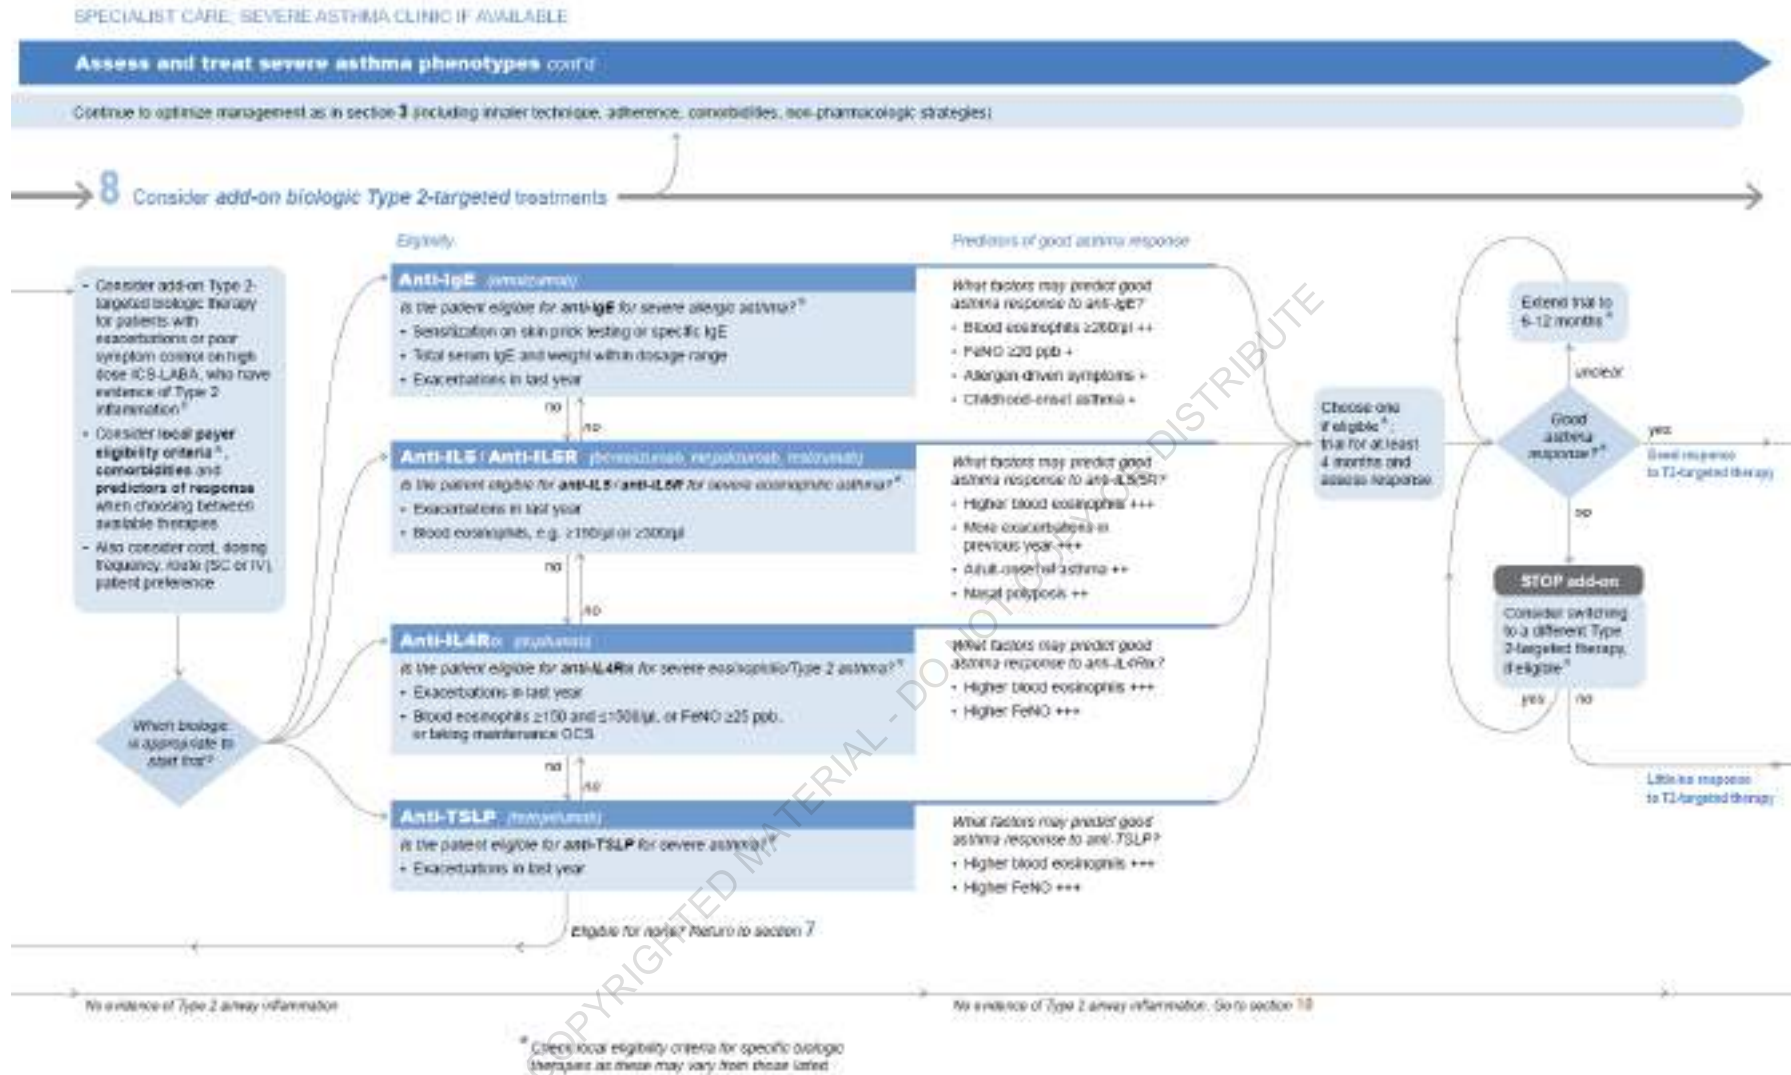 SPECIALIST CARE; SEVERE ASTHMA CLINIC IF AVAILABLE
Assess and treat severe asthma phenotypes cont'd
Continue to optimize management as in section 3 (including inhaler technique, adherence, comorbidities, non-pharmacologic strategies)
8 Consider add-on biologic Type 2-targeted treatments
• Consider add-on Type 2-
targeted biologic therapy
for patients with
exacerbations or poor
symptom control on high
dose ICS-LABA, who have
evidence of Type 2
inflammation
• Consider local payer
eligibility criteria*,
comorbidities and
predictors of response
when choosing between
available therapies
• Also consider cost, dosing
frequency, route (SC or IV),
patient preference
Which biologic
is appropriate to
start first?
Eligibility
Anti-IgE (omalizumab)
Is the patient eligible for anti-IgE for severe allergic asthma?*
• Sensitization on skin prick testing or specific IgE
• Total serum IgE and weight within dosage range
• Exacerbations in last year
no
no
Anti-IL5 / Anti-IL5R (benralizumab, mepolizumab, reslizumab)
Is the patient eligible for anti-IL5 / anti-IL5R for severe eosinophilic asthma?*
• Exacerbations in last year
• Blood eosinophils, e.g. ≥150/µl or ≥300/µl
no
no
Anti-IL4Rα (dupilumab)
Is the patient eligible for anti-IL4Rα for severe eosinophilic/Type 2 asthma?*
• Exacerbations in last year
• Blood eosinophils ≥150 and ≤1500/µl, or FeNO ≥25 ppb,
or taking maintenance OCS
no
no
Anti-TSLP (tezepelumab)
Is the patient eligible for anti-TSLP for severe asthma?*
• Exacerbations in last year
Eligible for none? Return to section 7
Predictors of good asthma response
What factors may predict good
asthma response to anti-IgE?
• Blood eosinophils ≥260/µl ++
• FeNO ≥20 ppb +
• Allergen-driven symptoms +
• Childhood-onset asthma +
What factors may predict good
asthma response to anti-IL5/5R?
• Higher blood eosinophils +++
• More exacerbations in
previous year +++
• Adult-onset of asthma ++
• Nasal polyposis ++
What factors may predict good
asthma response to anti-IL4Rα?
• Higher blood eosinophils +++
• Higher FeNO +++
What factors may predict good
asthma response to anti-TSLP?
• Higher blood eosinophils +++
• Higher FeNO +++
Choose one
if eligible*,
trial for at least
4 months and
assess response
Extend trial to
6-12 months
unclear
Good
asthma
response?
yes
Good response
to T2-targeted therapy
no
STOP add-on
Consider switching
to a different Type
2-targeted therapy,
if eligible*
yes
no
Little/no response
to T2-targeted therapy
No evidence of Type 2 airway inflammation
No evidence of Type 2 airway inflammation. Go to section 10
* Check local eligibility criteria for specific biologic
therapies as these may vary from those listed
COPYRIGHTED MATERIAL - DO NOT COPY OR DISTRIBUTE